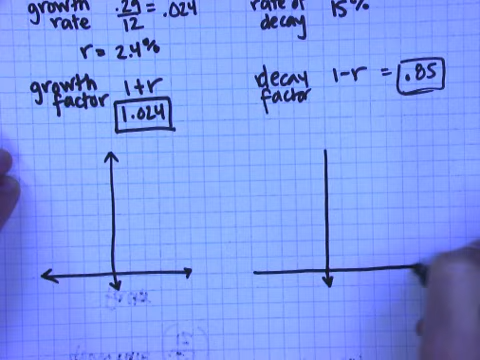 growth rate .29/12 = .024
r = 2.4%
growth factor 1+r
1.024
rate of decay 15%
decay factor 1-r = .85